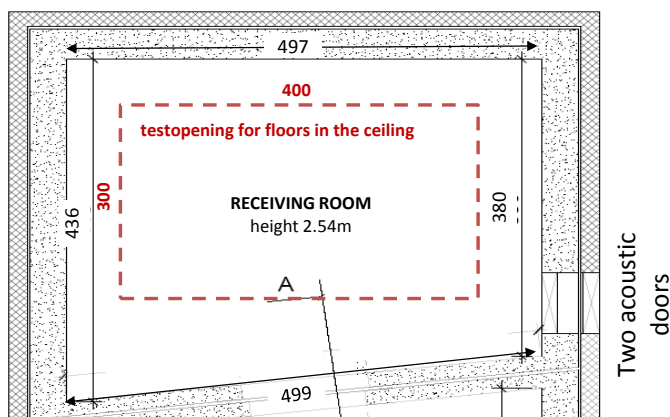 497
400
testopening for floors in the ceiling
300
436
RECEIVING ROOM
height 2.54m
380
A
499
Two acoustic
doors